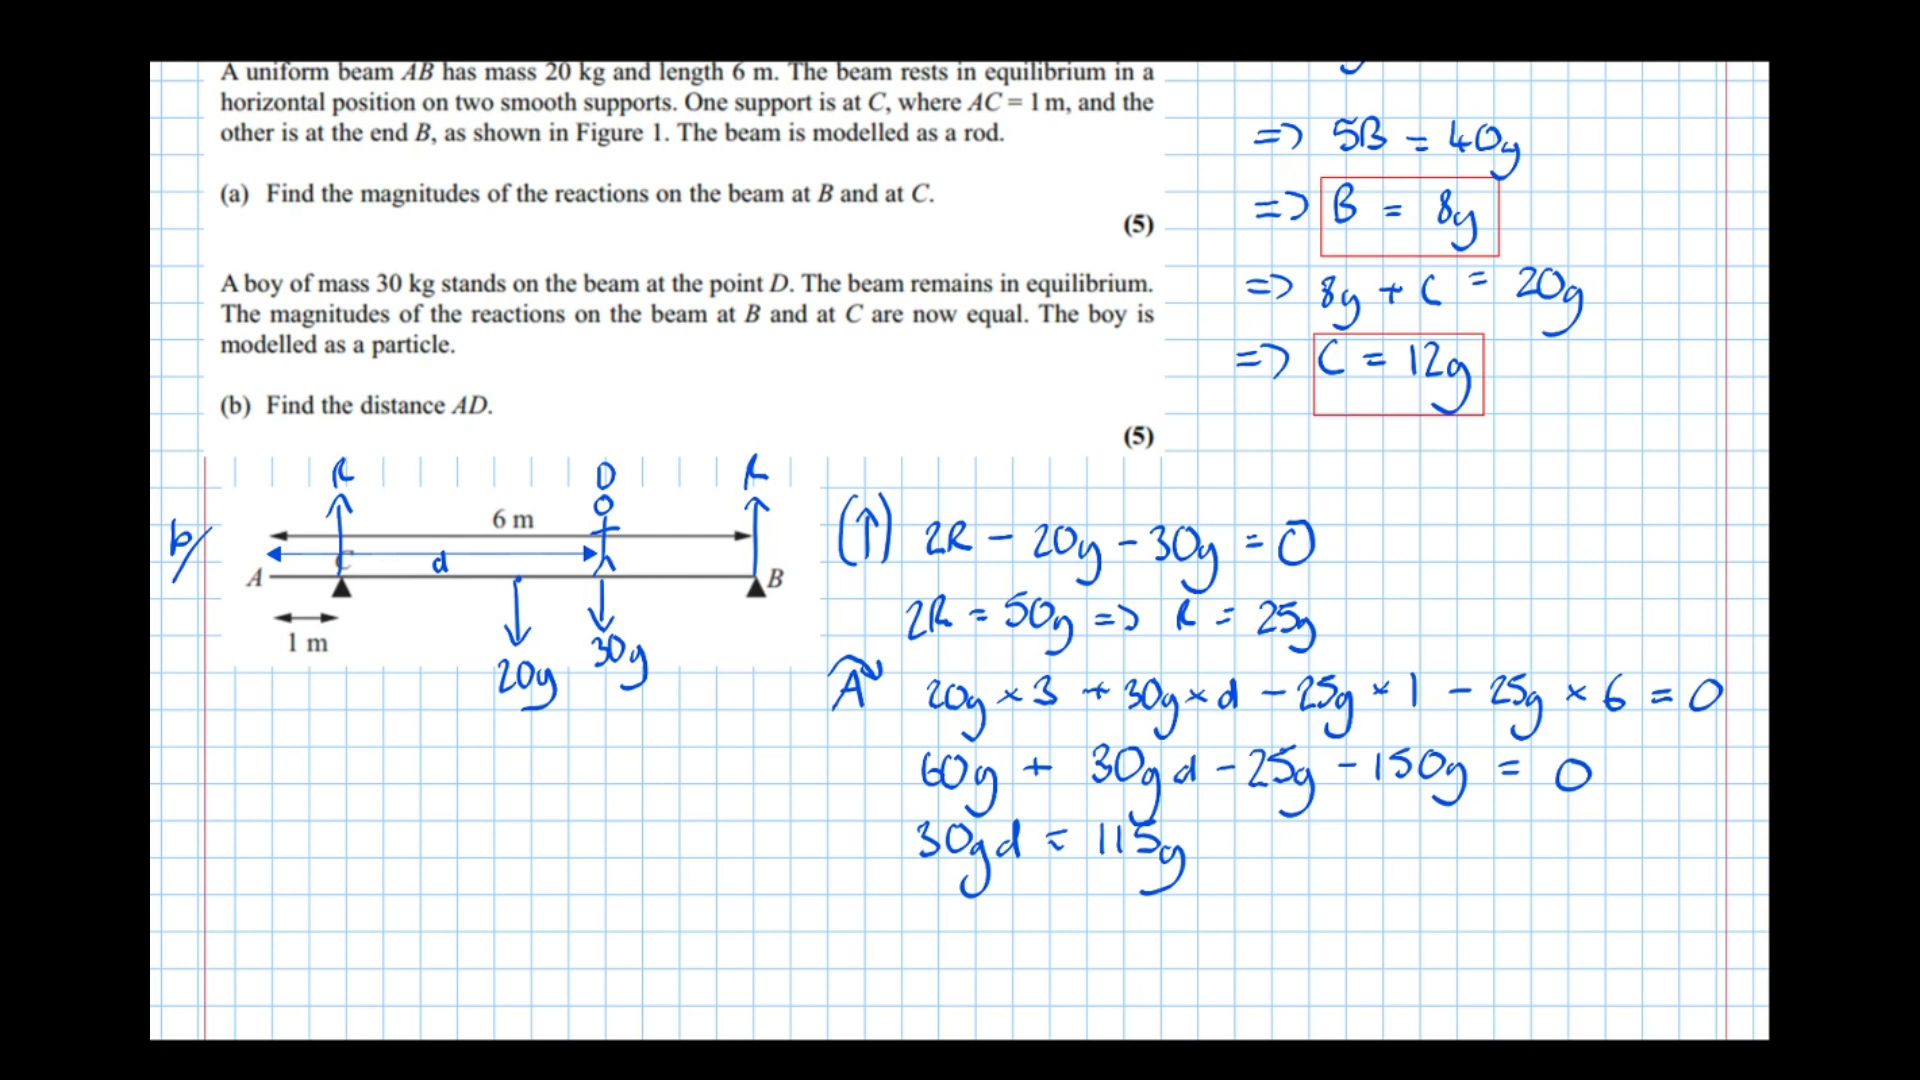 A uniform beam AB has mass 20 kg and length 6 m. The beam rests in equilibrium in a
horizontal position on two smooth supports. One support is at C, where AC = 1 m, and the
other is at the end B, as shown in Figure 1. The beam is modelled as a rod.
(a) Find the magnitudes of the reactions on the beam at B and at C.
(5)
A boy of mass 30 kg stands on the beam at the point D. The beam remains in equilibrium.
The magnitudes of the reactions on the beam at B and at C are now equal. The boy is
modelled as a particle.
(b) Find the distance AD.
(5)
=> 5B = 40g
=> B = 8g
=> 8g + C = 20g
=> C = 12g
b/
R
D
R
6 m
C
d
A
B
1 m
20g
30g
(↑) 2R - 20g - 30g = 0
2R = 50g => R = 25g
A 20g × 3 + 30g × d - 25g × 1 - 25g × 6 = 0
60g + 30gd - 25g - 150g = 0
30gd = 115g